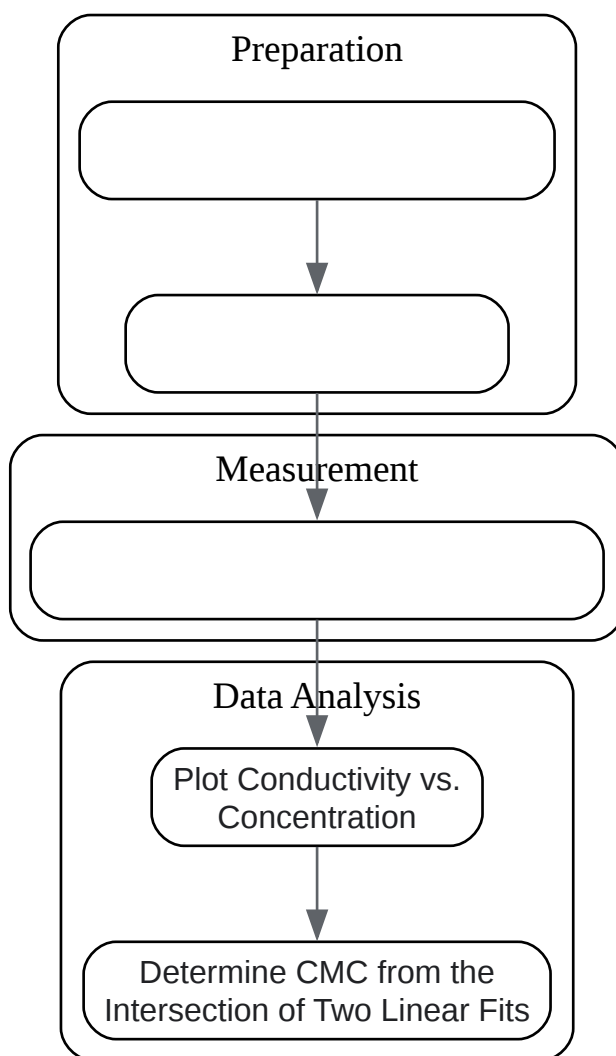 Preparation
Measurement
Data Analysis
Plot Conductivity vs.
Concentration
Determine CMC from the
Intersection of Two Linear Fits